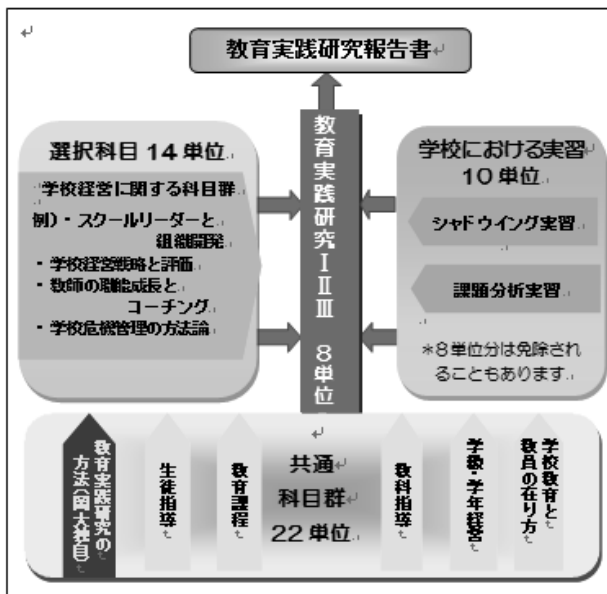 教育実践研究報告書
教育実践研究ⅠⅡⅢ 8単位
選択科目14単位
学校経営に関する科目群
例)・スクールリーダーと
組織開発
・学校経営戦略と評価
・教師の職能成長と
コーチング
・学校危機管理の方法論
学校における実習
10単位
シャドウイング実習
課題分析実習
*8単位分は免除され
ることもあります
教育実践研究の
方法(岡大独自)
生徒指導
教育課程
共通
科目群
22単位
教科指導
学級・学年経営
学校教育と
教員の在り方